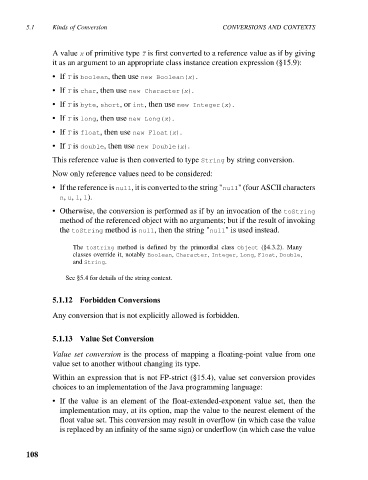 5.1 Kinds of Conversion CONVERSIONS AND CONTEXTS
A value x of primitive type T is first converted to a reference value as if by giving
it as an argument to an appropriate class instance creation expression (§15.9):
• If T is boolean, then use new Boolean(x).
• If T is char, then use new Character(x).
• If T is byte, short, or int, then use new Integer(x).
• If T is long, then use new Long(x).
• If T is float, then use new Float(x).
• If T is double, then use new Double(x).
This reference value is then converted to type String by string conversion.
Now only reference values need to be considered:
• If the reference is null, it is converted to the string "null" (four ASCII characters
n, u, l, l).
• Otherwise, the conversion is performed as if by an invocation of the toString
method of the referenced object with no arguments; but if the result of invoking
the toString method is null, then the string "null" is used instead.
The toString method is defined by the primordial class Object (§4.3.2). Many
classes override it, notably Boolean, Character, Integer, Long, Float, Double,
and String.
See §5.4 for details of the string context.
5.1.12 Forbidden Conversions
Any conversion that is not explicitly allowed is forbidden.
5.1.13 Value Set Conversion
Value set conversion is the process of mapping a floating-point value from one
value set to another without changing its type.
Within an expression that is not FP-strict (§15.4), value set conversion provides
choices to an implementation of the Java programming language:
• If the value is an element of the float-extended-exponent value set, then the
implementation may, at its option, map the value to the nearest element of the
float value set. This conversion may result in overflow (in which case the value
is replaced by an infinity of the same sign) or underflow (in which case the value
108